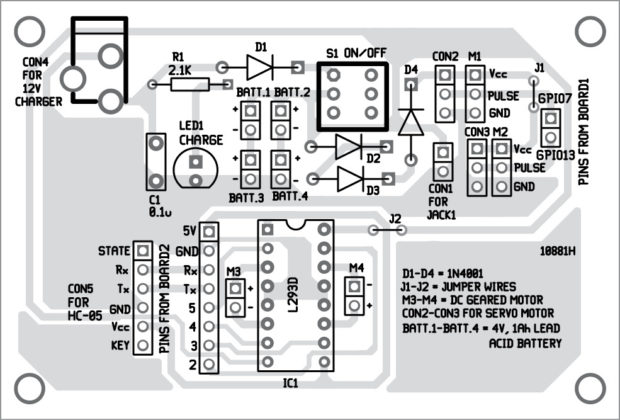 CON4
FOR
12V
CHARGER
R1
2.1K
D1
S1 ON/OFF
D4
CON2 M1
Vcc
PULSE
GND
J1
GPIO7
GPIO13
PINS FROM BOARD1
BATT.1 BATT.2
+ +
- -
LED1
CHARGE
C1
0.1u
D2
D3
+ +
- -
BATT.3 BATT.4
CON1
FOR
JACK1
CON3 M2
Vcc
PULSE
GND
J2
10881H
STATE
Rx
Tx
GND
Vcc
KEY
CON5
FOR
HC-05
PINS FROM BOARD2
5V
GND
Rx
Tx
5
4
3
2
M3
+
-
L293D
IC1
M4
-
+
D1-D4 = 1N4001
J1-J2 = JUMPER WIRES
M3-M4 = DC GEARED MOTOR
CON2-CON3 FOR SERVO MOTOR
BATT.1-BATT.4 = 4V, 1Ah LEAD
ACID BATTERY